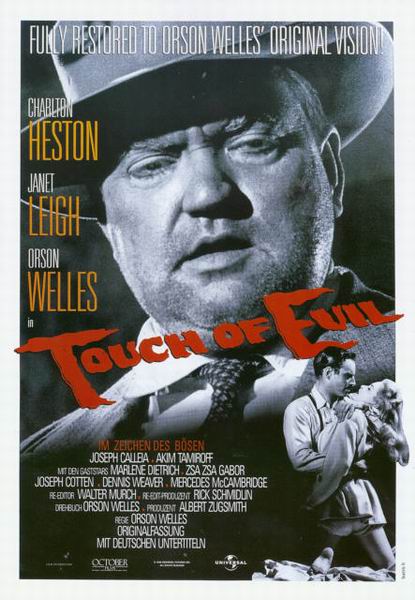 FULLY RESTORED TO ORSON WELLES' ORIGINAL VISION!
CHARLTON
HESTON
JANET
LEIGH
ORSON
WELLES
in
TOUCH OF EVIL
IM ZEICHEN DES BÖSEN
JOSEPH CALLEIA • AKIM TAMIROFF
MIT DEN GASTSTARS MARLENE DIETRICH • ZSA ZSA GABOR
JOSEPH COTTEN • DENNIS WEAVER • MERCEDES McCAMBRIDGE
RE-EDITOR WALTER MURCH • RE-EDIT-PRODUZENT RICK SCHMIDLIN
DREHBUCH ORSON WELLES • PRODUZENT ALBERT ZUGSMITH
REGIE ORSON WELLES
ORIGINALFASSUNG
MIT DEUTSCHEN UNTERTITELN
OCTOBER
FILMS
UNIVERSAL